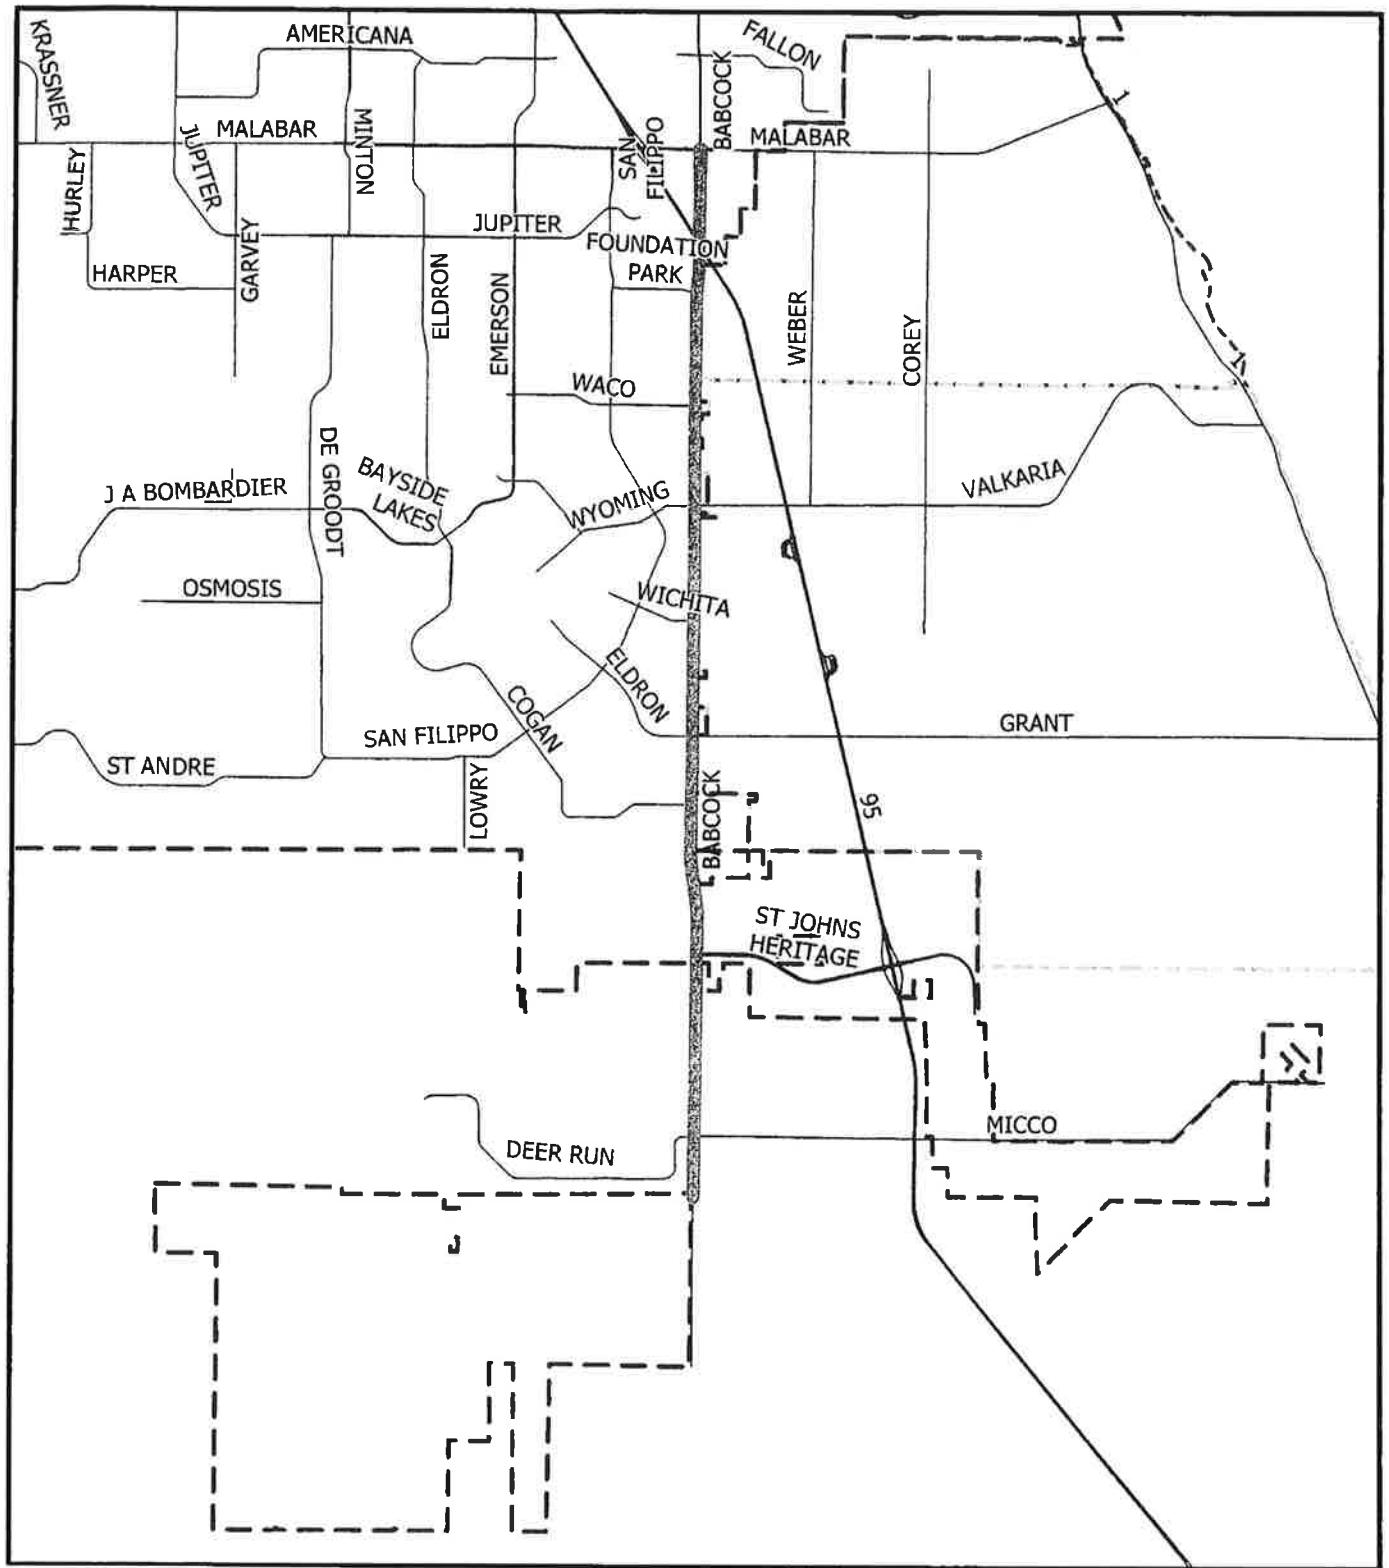 KRASSNER
AMERICANA
FALLON
BABCOCK
1
MALABAR
MINTON
JUPITER
SAN
FILIPPO
MALABAR
HURLEY
JUPITER
FOUNDATION
PARK
GARVEY
HARPER
ELDRON
EMERSON
WEBER
COREY
1
WACO
DE GROODT
BAYSIDE
LAKES
J A BOMBARDIER
WYOMING
VALKARIA
OSMOSIS
WICHITA
ELDRON
COGAN
GRANT
SAN FILIPPO
ST ANDRE
LOWRY
BABCOCK
95
ST JOHNS
HERITAGE
MICCO
DEER RUN